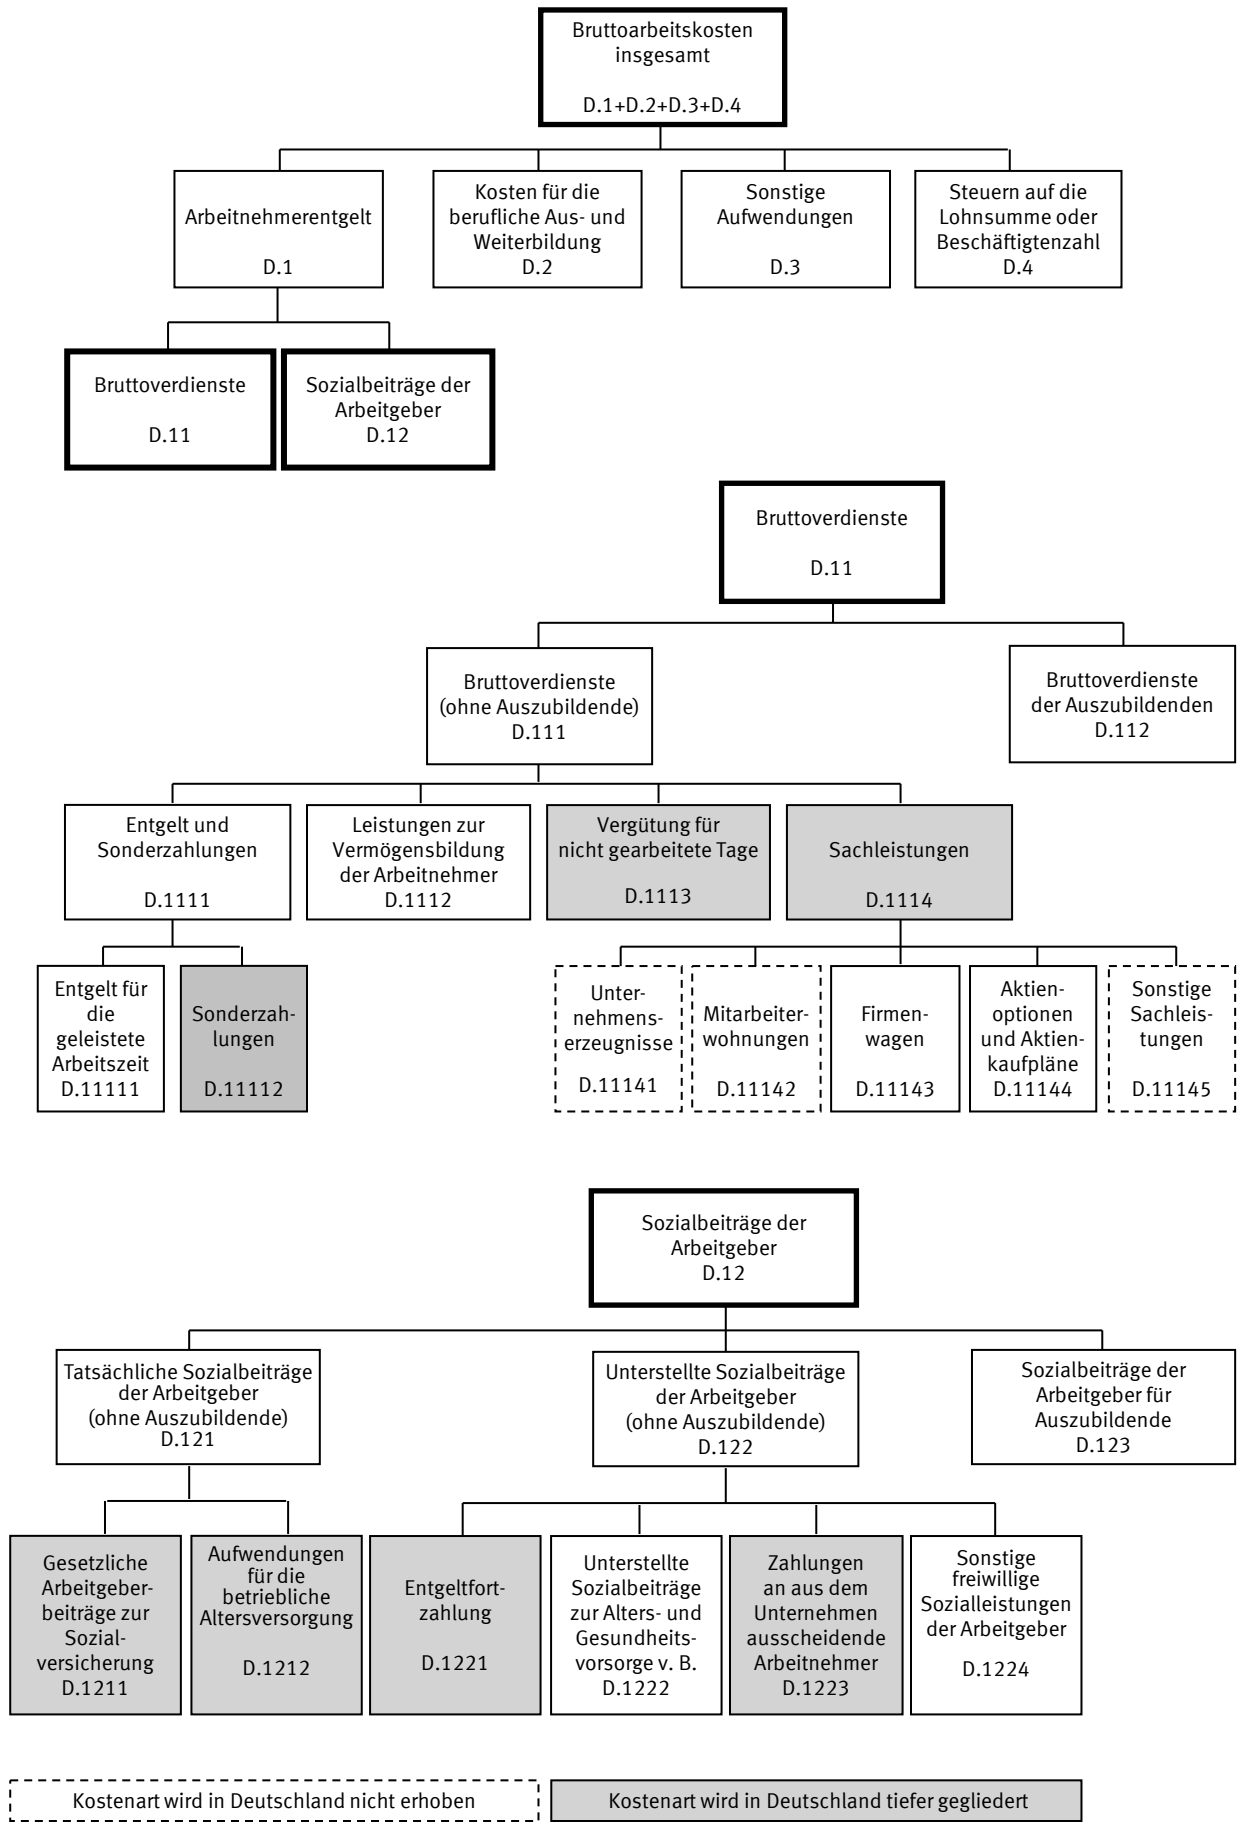 Bruttoarbeitskosten
insgesamt
D.1+D.2+D.3+D.4
Arbeitnehmerentgelt
D.1
Kosten für die
berufliche Aus- und
Weiterbildung
D.2
Sonstige
Aufwendungen
D.3
Steuern auf die
Lohnsumme oder
Beschäftigtenzahl
D.4
Bruttoverdienste
D.11
Sozialbeiträge der
Arbeitgeber
D.12
Bruttoverdienste
D.11
Bruttoverdienste
(ohne Auszubildende)
D.111
Bruttoverdienste
der Auszubildenden
D.112
Entgelt und
Sonderzahlungen
D.1111
Leistungen zur
Vermögensbildung
der Arbeitnehmer
D.1112
Vergütung für
nicht gearbeitete Tage
D.1113
Sachleistungen
D.1114
Entgelt für
die
geleistete
Arbeitszeit
D.11111
Sonderzah-
lungen
D.11112
Unter-
nehmens-
erzeugnisse
D.11141
Mitarbeiter-
wohnungen
D.11142
Firmen-
wagen
D.11143
Aktien-
optionen
und Aktien-
kaufpläne
D.11144
Sonstige
Sachleis-
tungen
D.11145
Sozialbeiträge der
Arbeitgeber
D.12
Tatsächliche Sozialbeiträge
der Arbeitgeber
(ohne Auszubildende)
D.121
Unterstellte Sozialbeiträge
der Arbeitgeber
(ohne Auszubildende)
D.122
Sozialbeiträge der
Arbeitgeber für
Auszubildende
D.123
Gesetzliche
Arbeitgeber-
beiträge zur
Sozial-
versicherung
D.1211
Aufwendungen
für die
betriebliche
Altersversorgung
D.1212
Entgeltfort-
zahlung
D.1221
Unterstellte
Sozialbeiträge
zur Alters- und
Gesundheits-
vorsorge v. B.
D.1222
Zahlungen
an aus dem
Unternehmen
ausscheidende
Arbeitnehmer
D.1223
Sonstige
freiwillige
Sozialleistungen
der Arbeitgeber
D.1224
Kostenart wird in Deutschland nicht erhoben
Kostenart wird in Deutschland tiefer gegliedert